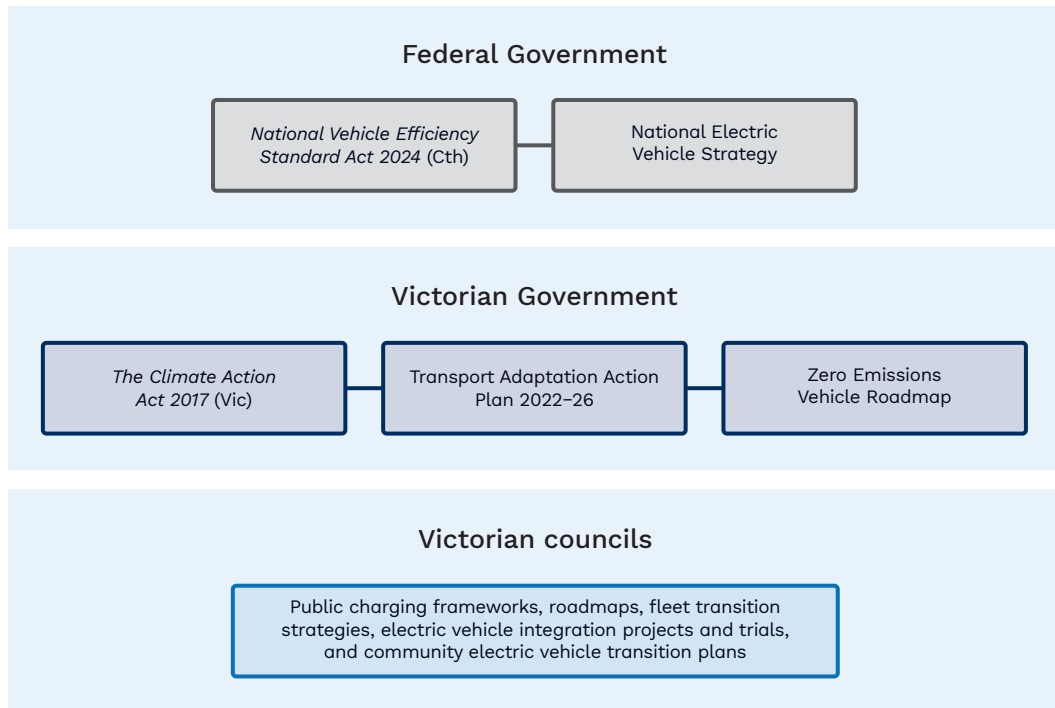 Federal Government
National Vehicle Efficiency
Standard Act 2024 (Cth)
National Electric
Vehicle Strategy
Victorian Government
The Climate Action
Act 2017 (Vic)
Transport Adaptation Action
Plan 2022–26
Zero Emissions
Vehicle Roadmap
Victorian councils
Public charging frameworks, roadmaps, fleet transition
strategies, electric vehicle integration projects and trials,
and community electric vehicle transition plans